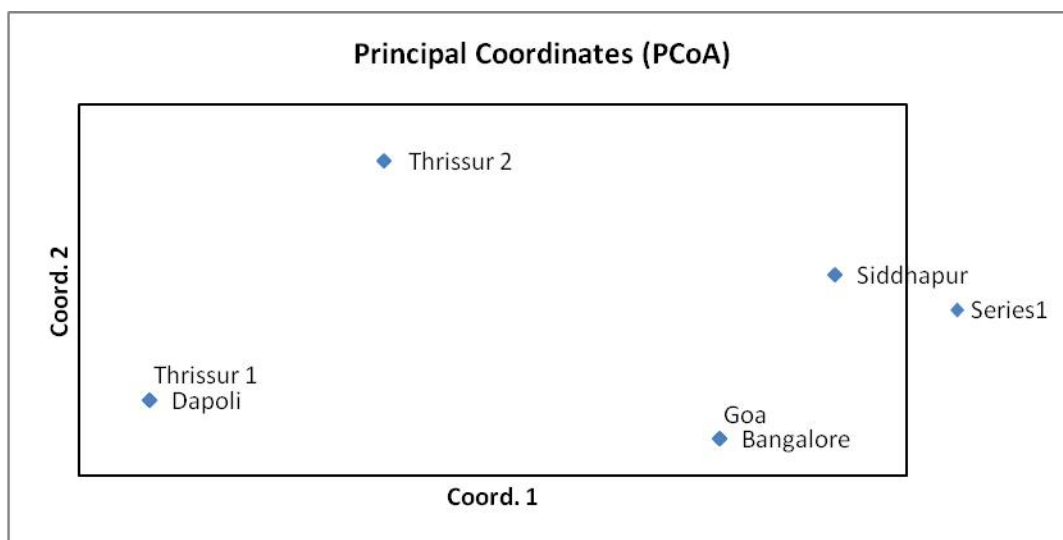 Principal Coordinates (PCoA)
Thrissur 2
Coord. 2
Siddhapur
Series1
Thrissur 1
Dapoli
Goa
Bangalore
Coord. 1